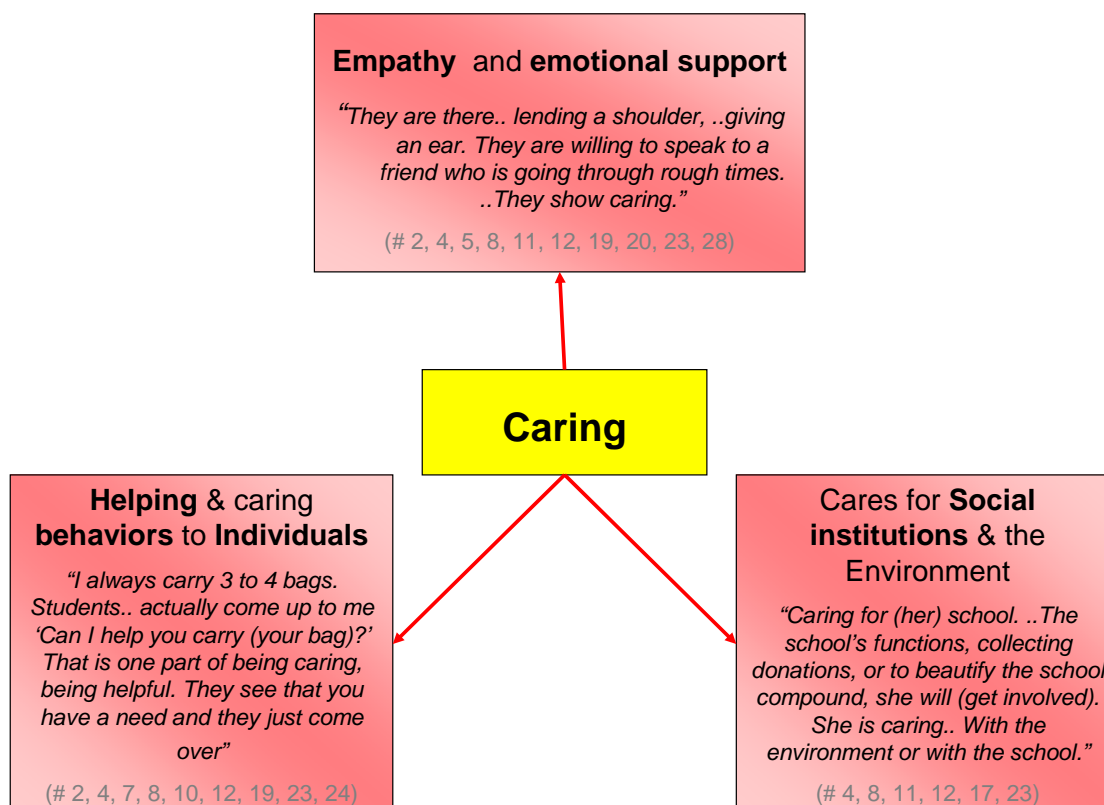 Empathy and emotional support
“They are there.. lending a shoulder, ..giving
an ear. They are willing to speak to a
friend who is going through rough times.
..They show caring.”
(# 2, 4, 5, 8, 11, 12, 19, 20, 23, 28)
Caring
Helping & caring
behaviors to Individuals
“I always carry 3 to 4 bags.
Students.. actually come up to me
‘Can I help you carry (your bag)?’
That is one part of being caring,
being helpful. They see that you
have a need and they just come
over”
(# 2, 4, 7, 8, 10, 12, 19, 23, 24)
Cares for Social
institutions & the
Environment
“Caring for (her) school. ..The
school’s functions, collecting
donations, or to beautify the school
compound, she will (get involved).
She is caring.. With the
environment or with the school.”
(# 4, 8, 11, 12, 17, 23)